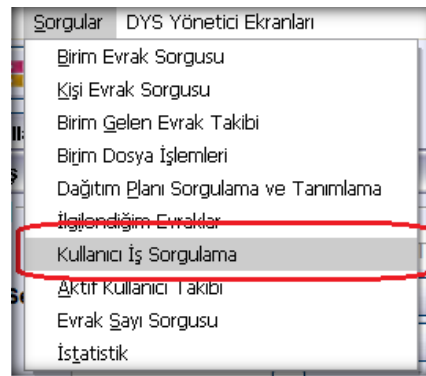 Sorgular DYS Yönetici Ekranları
Birim Evrak Sorgusu
Kişi Evrak Sorgusu
Birim Gelen Evrak Takibi
Birim Dosya İşlemleri
Dağıtım Planı Sorgulama ve Tanımlama
İlgilendiğim Evraklar
Kullanıcı İş Sorgulama
Aktif Kullanıcı Takibi
Evrak Sayı Sorgusu
İstatistik